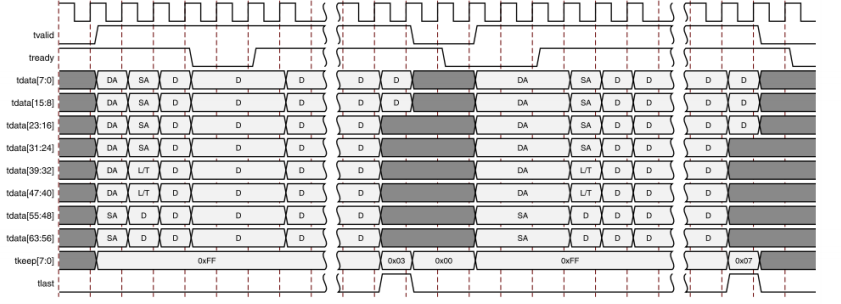 tvalid
tready
tdata[7:0] DA SA D D D D D DA SA D D D D
tdata[15:8] DA SA D D D D D DA SA D D D D
tdata[23:16] DA SA D D D D DA SA D D D D
tdata[31:24] DA SA D D D D DA SA D D D
tdata[39:32] DA L/T D D D D DA L/T D D D
tdata[47:40] DA L/T D D D D DA L/T D D D
tdata[55:48] SA D D D D D SA D D D D
tdata[63:56] SA D D D D D SA D D D D
tkeep[7:0] 0xFF 0x03 0x00 0xFF 0x07
tlast